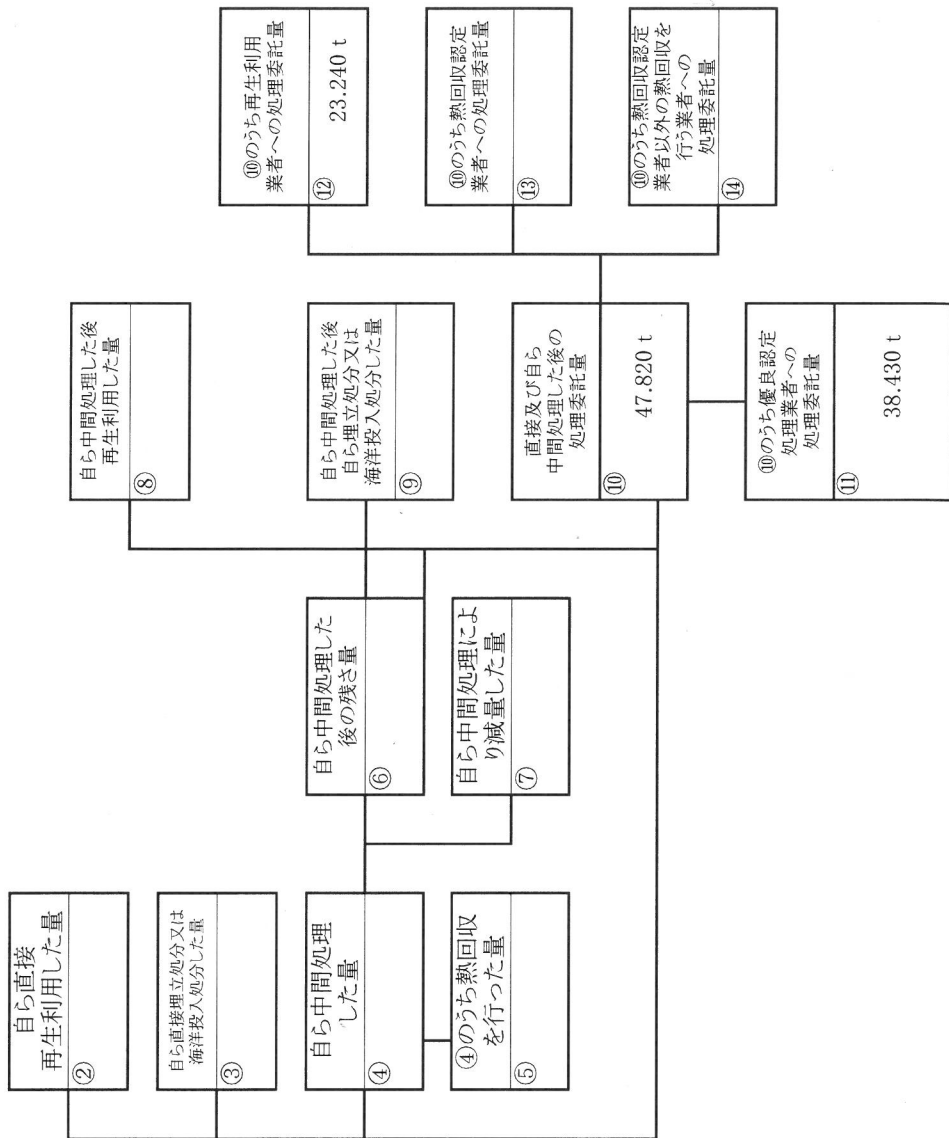 自ら直接
再生利用した量
②
自ら直接埋立処分又は
海洋投入処分した量
③
自ら中間処理
した量
④
④のうち熱回収
を行った量
⑤
自ら中間処理した
後の残さ量
⑥
自ら中間処理によ
り減量した量
⑦
自ら中間処理した後
再生利用した量
⑧
自ら中間処理した後
自ら埋立処分又は
海洋投入処分した量
⑨
直接及び自ら
中間処理した後の
処理委託量
⑩
47.820 t
⑩のうち優良認定
処理業者への
処理委託量
⑪
38.430 t
⑩のうち再生利用
業者への処理委託量
⑫
23.240 t
⑩のうち熱回収認定
業者への処理委託量
⑬
⑩のうち熱回収認定
業者以外の熱回収を
行う業者への
処理委託量
⑭